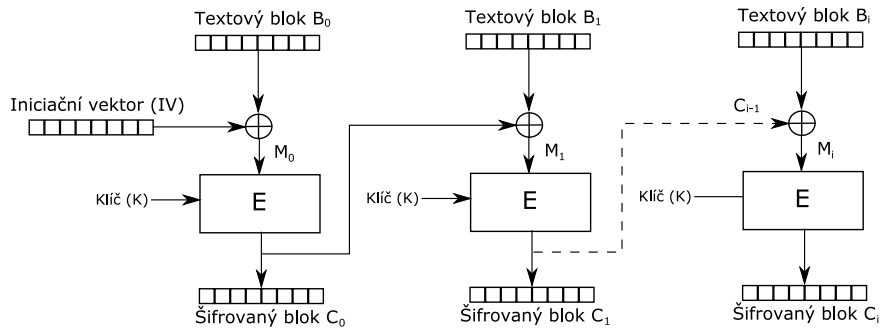 Textový blok B₀
Textový blok B₁
Textový blok Bᵢ
Iniciační vektor (IV)
Cᵢ₋₁
M₀
M₁
Mᵢ
Klíč (K)
E
Klíč (K)
E
Klíč (K)
E
Šifrovaný blok C₀
Šifrovaný blok C₁
Šifrovaný blok Cᵢ